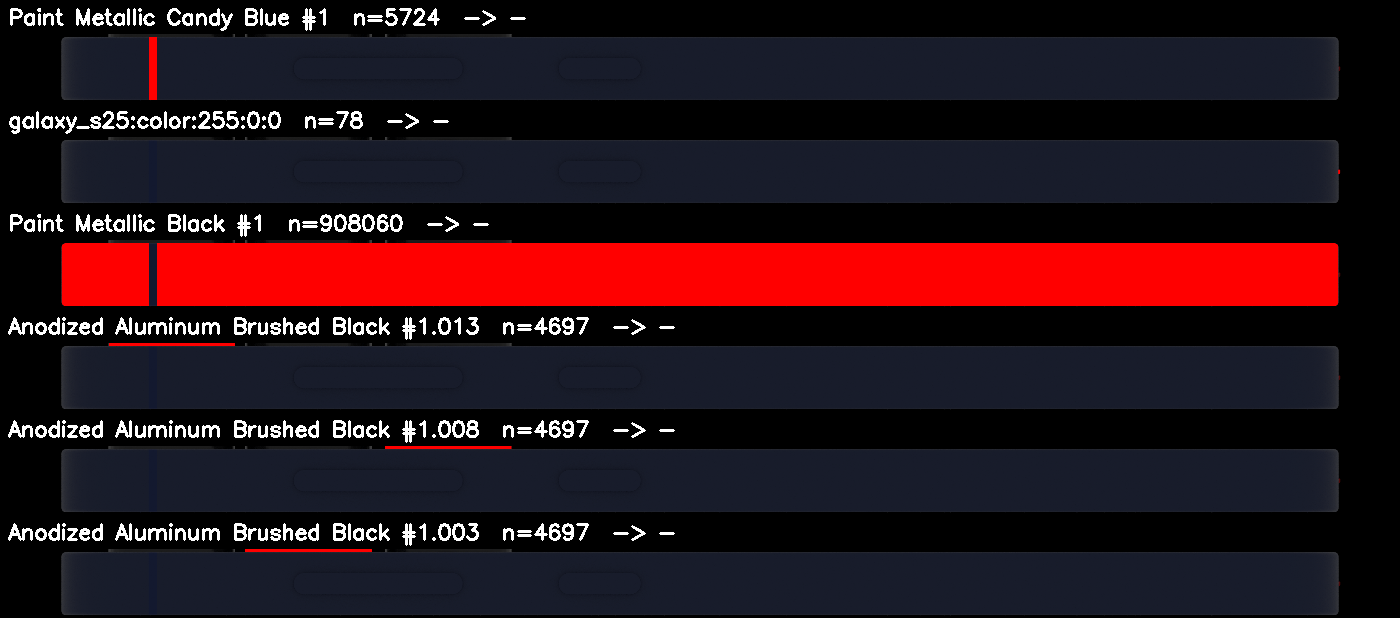 Paint Metallic Candy Blue #1 n=5724 -> -
galaxy_s25:color:255:0:0 n=78 -> -
Paint Metallic Black #1 n=908060 -> -
Anodized Aluminum Brushed Black #1.013 n=4697 -> -
Anodized Aluminum Brushed Black #1.008 n=4697 -> -
Anodized Aluminum Brushed Black #1.003 n=4697 -> -